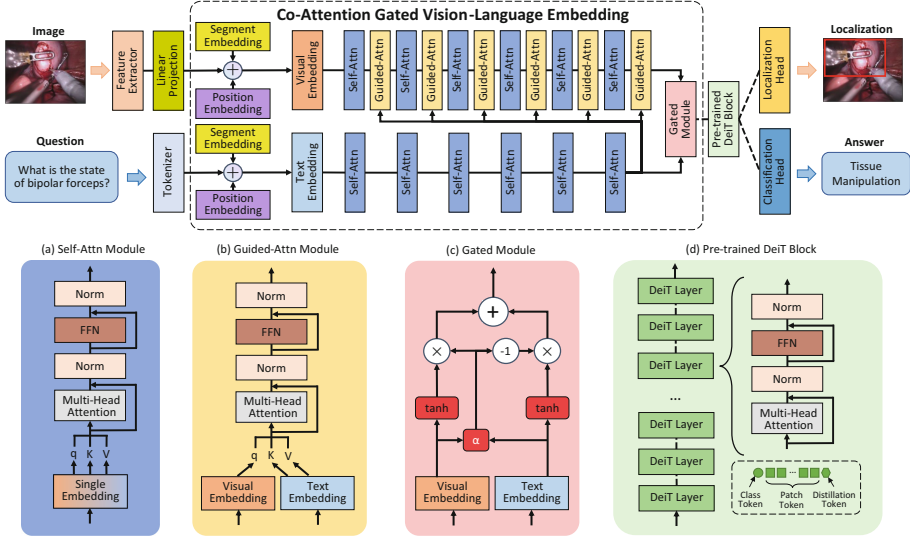 Co-Attention Gated Vision-Language Embedding
Image
Feature
Extractor
Linear
Projection
Segment
Embedding
+
Position
Embedding
Visual
Embedding
Self-Attn
Guided-Attn
Self-Attn
Guided-Attn
Self-Attn
Guided-Attn
Self-Attn
Guided-Attn
Self-Attn
Guided-Attn
Self-Attn
Guided-Attn
Gated
Module
Pre-trained
DeiT Block
Localization
Head
Localization
Question
What is the state
of bipolar forceps?
Tokenizer
Segment
Embedding
+
Position
Embedding
Text
Embedding
Self-Attn
Self-Attn
Self-Attn
Self-Attn
Self-Attn
Self-Attn
Classification
Head
Answer
Tissue
Manipulation
(a) Self-Attn Module
Norm
FFN
Norm
Multi-Head
Attention
q K V
Single
Embedding
(b) Guided-Attn Module
Norm
FFN
Norm
Multi-Head
Attention
q K V
Visual
Embedding
Text
Embedding
(c) Gated Module
+
× -1 ×
tanh
tanh
α
Visual
Embedding
Text
Embedding
(d) Pre-trained DeiT Block
DeiT Layer
DeiT Layer
DeiT Layer
...
DeiT Layer
DeiT Layer
DeiT Layer
Norm
FFN
Norm
Multi-Head
Attention
...
Class
Token
Patch
Token
Distillation
Token